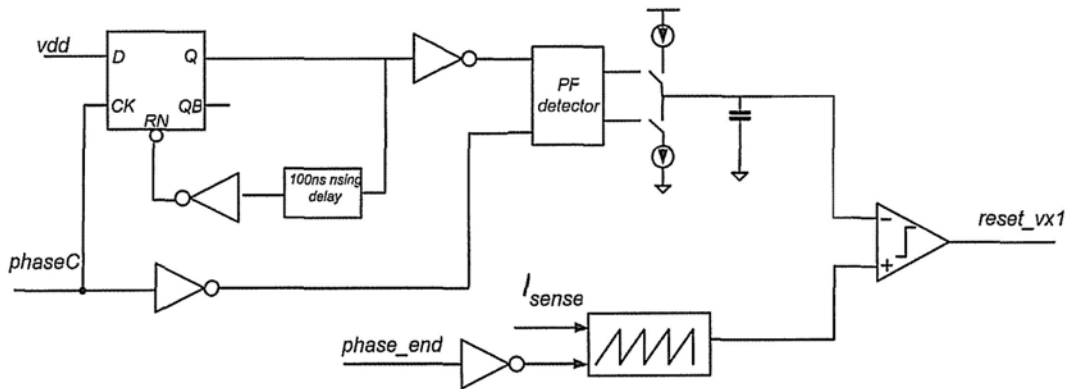 vdd
D
Q
CK
QB
RN
PF
detector
100ns nsing
delay
phaseC
I sense
phase_end
reset_vx1
-
+